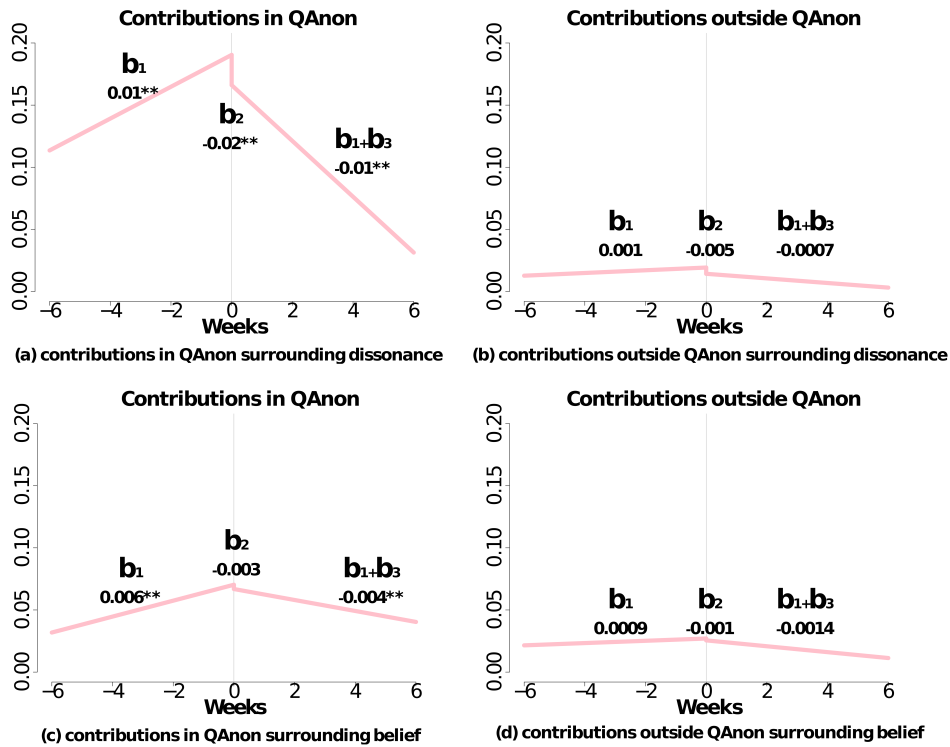 Contributions in QAnon
0.20
0.15
0.10
0.05
0.00
b1
0.01**
b2
-0.02**
b1+b3
-0.01**
−6 −4 −2 0 2 4 6
Weeks
(a) contributions in QAnon surrounding dissonance
Contributions outside QAnon
0.20
0.15
0.10
0.05
0.00
b1 b2 b1+b3
0.001 -0.005 -0.0007
−6 −4 −2 0 2 4 6
Weeks
(b) contributions outside QAnon surrounding dissonance
Contributions in QAnon
0.20
0.15
0.10
0.05
0.00
b2
-0.003
b1 b1+b3
0.006** -0.004**
−6 −4 −2 0 2 4 6
Weeks
(c) contributions in QAnon surrounding belief
Contributions outside QAnon
0.20
0.15
0.10
0.05
0.00
b1 b2 b1+b3
0.0009 -0.001 -0.0014
−6 −4 −2 0 2 4 6
Weeks
(d) contributions outside QAnon surrounding belief